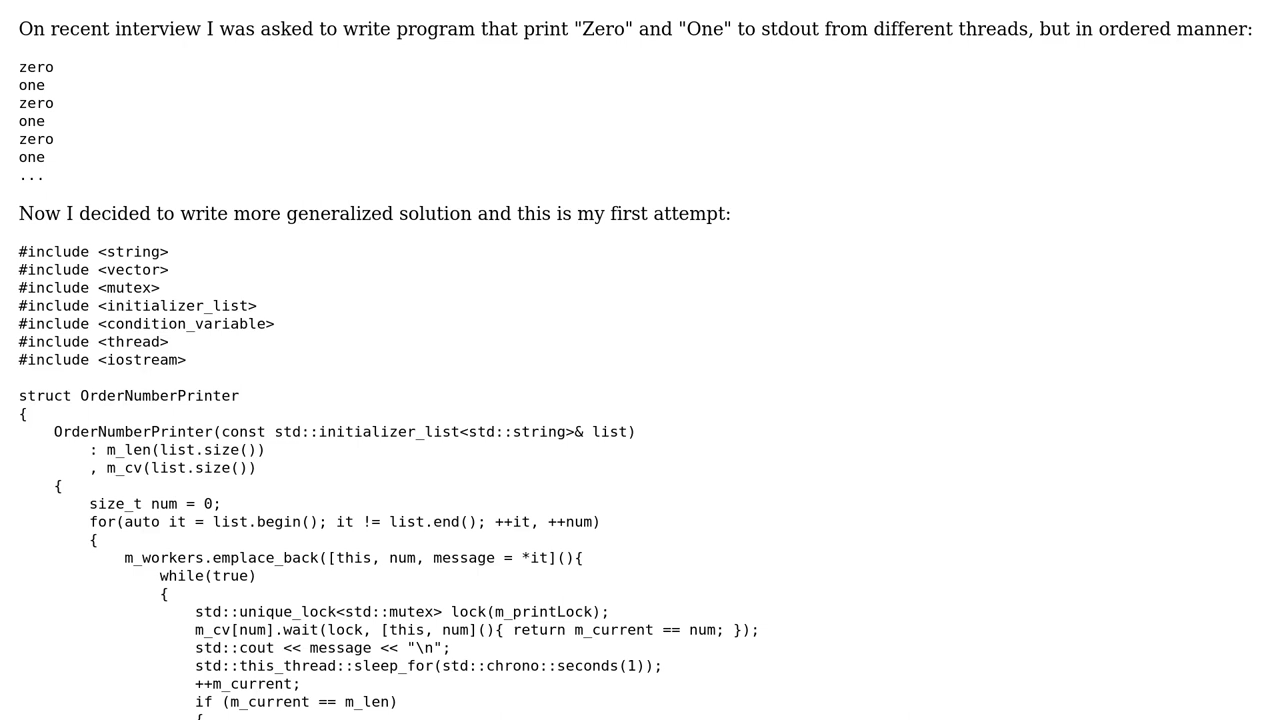 On recent interview I was asked to write program that print "Zero" and "One" to stdout from different threads, but in ordered manner:
zero
one
zero
one
zero
one
...
Now I decided to write more generalized solution and this is my first attempt:
#include <string>
#include <vector>
#include <mutex>
#include <initializer_list>
#include <condition_variable>
#include <thread>
#include <iostream>

struct OrderNumberPrinter
{
    OrderNumberPrinter(const std::initializer_list<std::string>& list)
        : m_len(list.size())
        , m_cv(list.size())
    {
        size_t num = 0;
        for(auto it = list.begin(); it != list.end(); ++it, ++num)
        {
            m_workers.emplace_back([this, num, message = *it](){
                while(true)
                {
                    std::unique_lock<std::mutex> lock(m_printLock);
                    m_cv[num].wait(lock, [this, num](){ return m_current == num; });
                    std::cout << message << "\n";
                    std::this_thread::sleep_for(std::chrono::seconds(1));
                    ++m_current;
                    if (m_current == m_len)
                    {